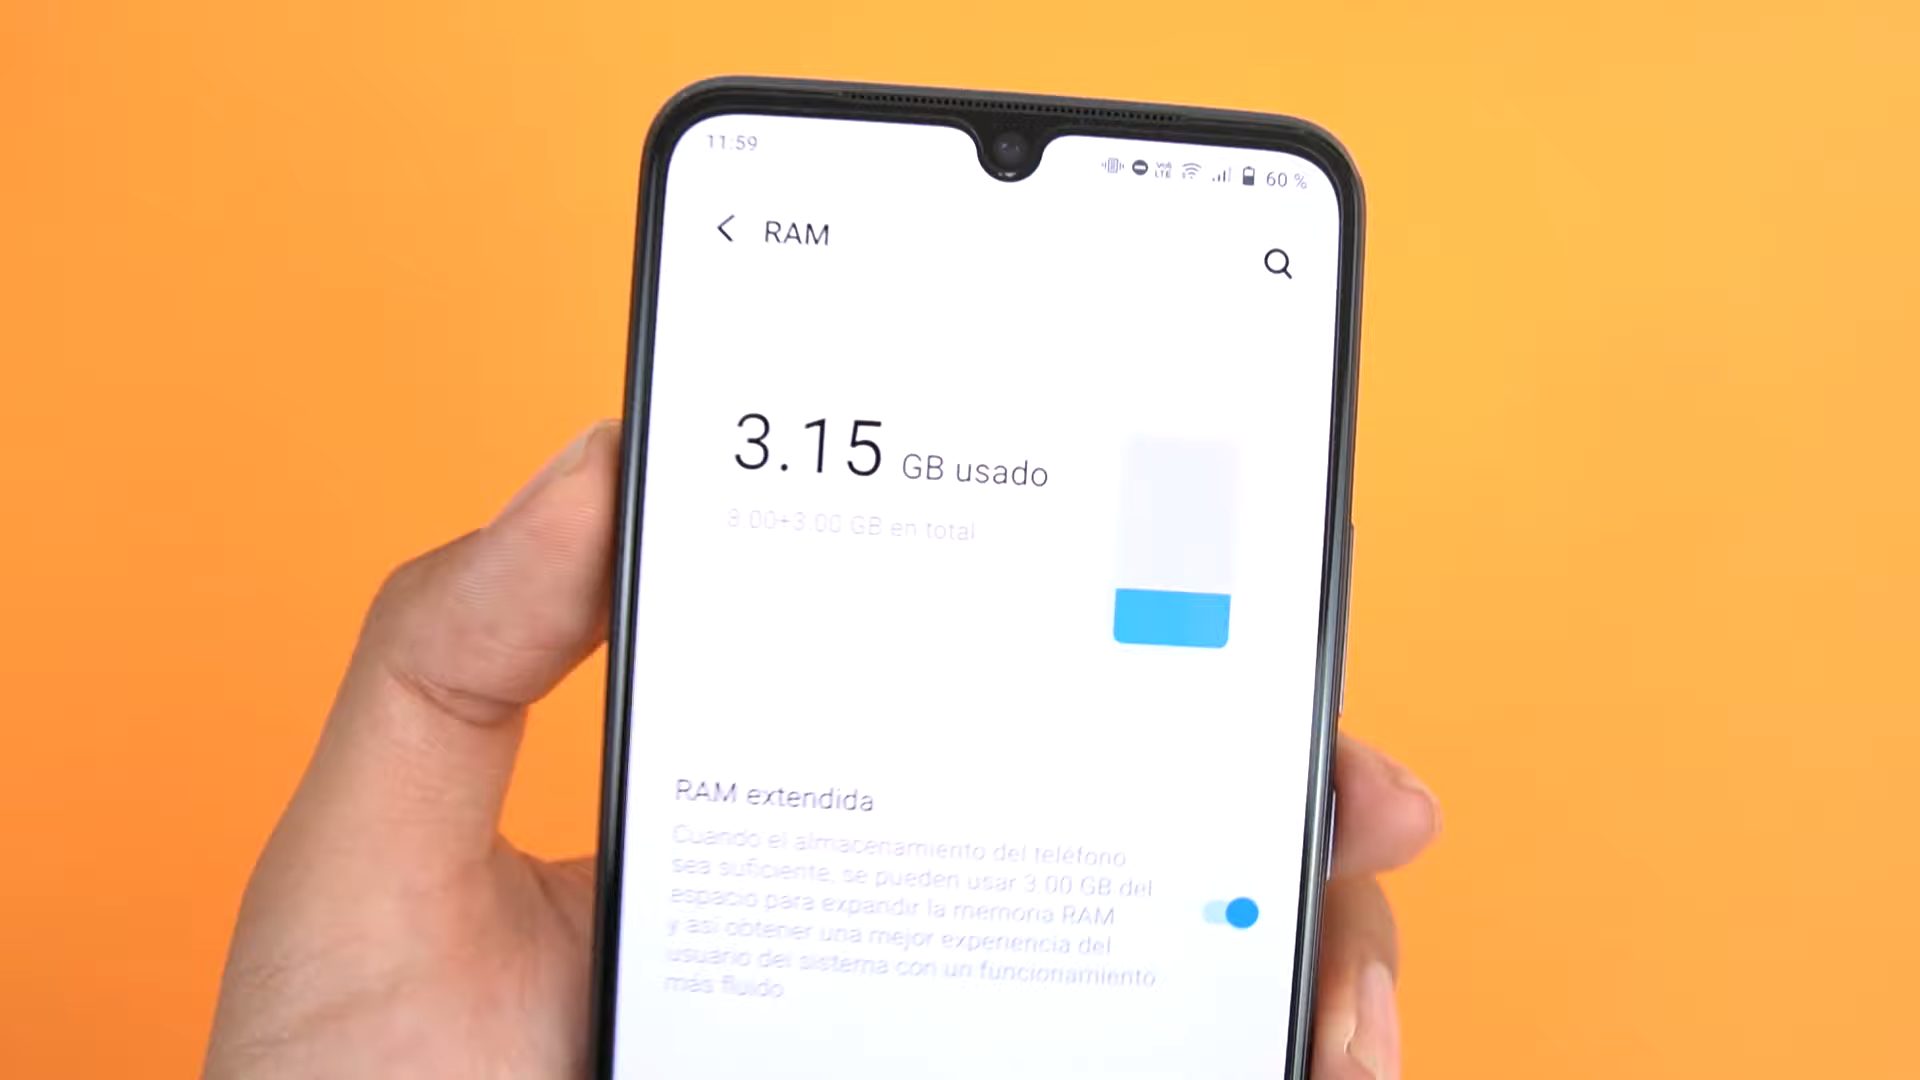 11:59
Vo5 LTE 60 %
RAM
3.15 GB usado
8.00+3.00 GB en total
RAM extendida
Cuando el almacenamiento del teléfono
sea suficiente, se pueden usar 3.00 GB del
espacio para expandir la memoria RAM
y así obtener una mejor experiencia del
usuario del sistema con un funcionamiento
más fluido